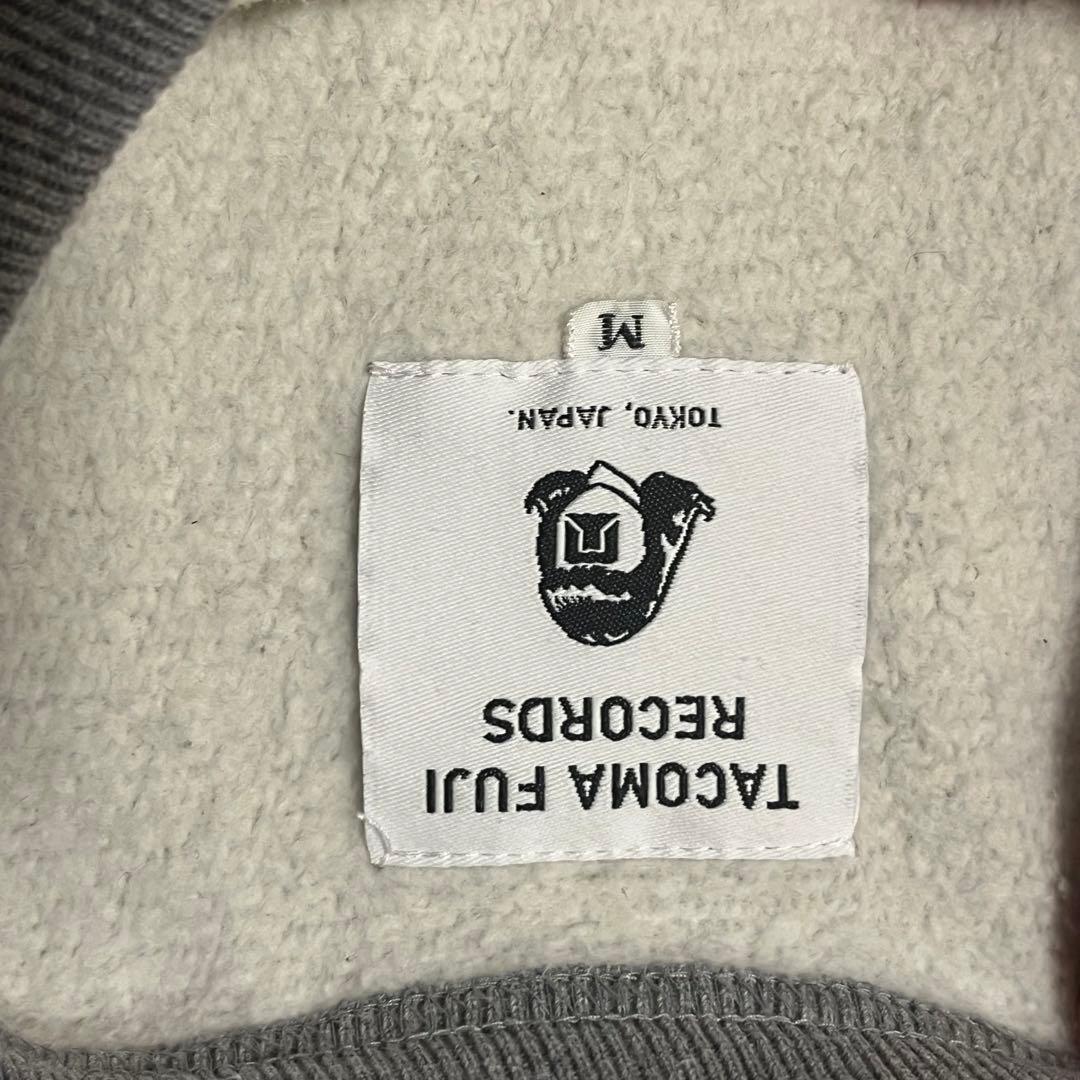 TACOMA FUJI
RECORDS
TOKYO, JAPAN.
M